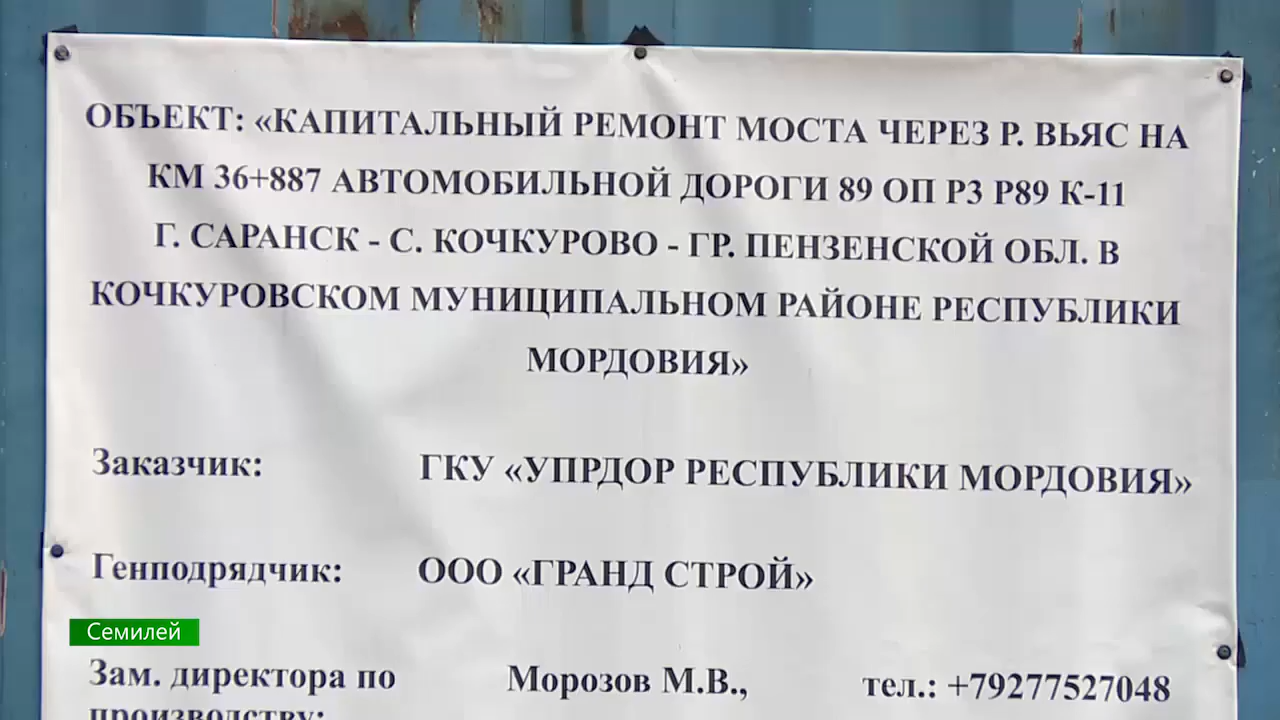 ОБЪЕКТ: «КАПИТАЛЬНЫЙ РЕМОНТ МОСТА ЧЕРЕЗ Р. ВЬЯС НА
КМ 36+887 АВТОМОБИЛЬНОЙ ДОРОГИ 89 ОП РЗ Р89 К-11
Г. САРАНСК - С. КОЧКУРОВО - ГР. ПЕНЗЕНСКОЙ ОБЛ. В
КОЧКУРОВСКОМ МУНИЦИПАЛЬНОМ РАЙОНЕ РЕСПУБЛИКИ
МОРДОВИЯ»
Заказчик: ГКУ «УПРДОР РЕСПУБЛИКИ МОРДОВИЯ»
Генподрядчик: ООО «ГРАНД СТРОЙ»
Семилей
Зам. директора по Морозов М.В., тел.: +79277527048
производству: